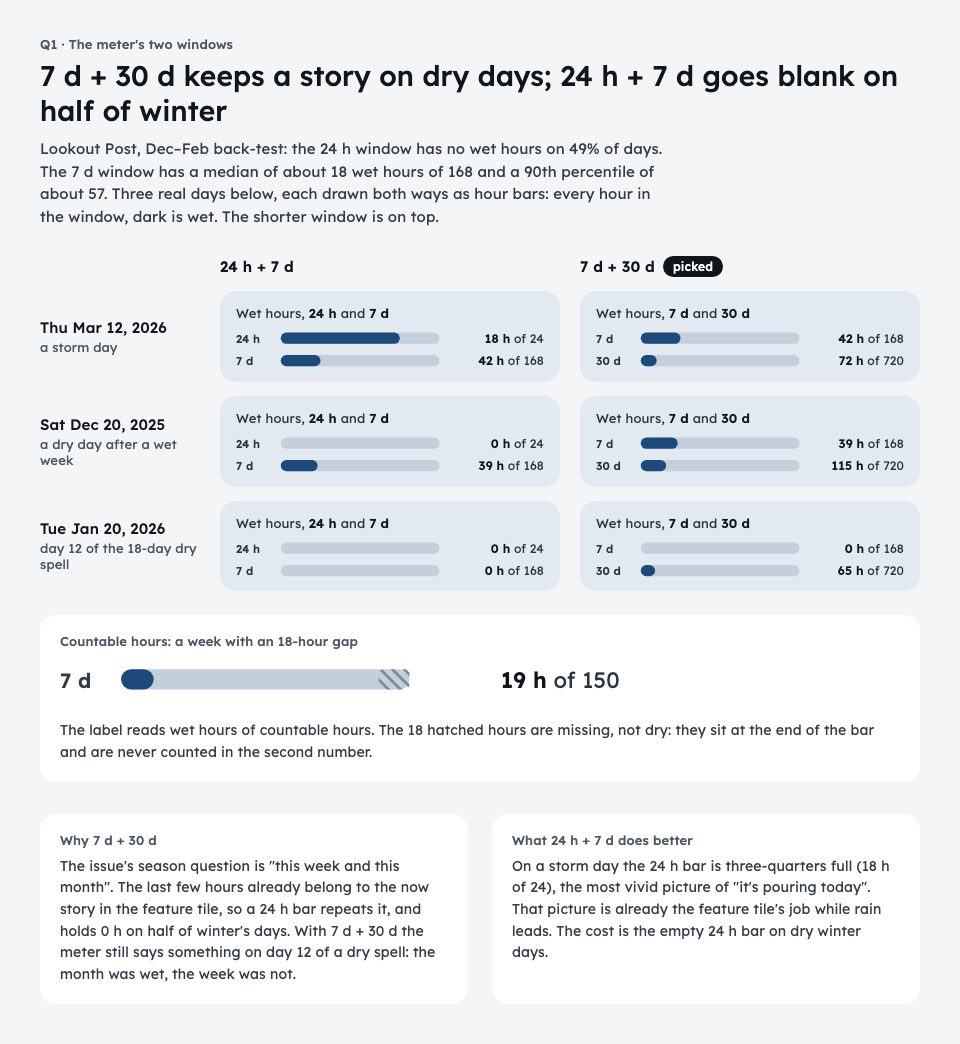 Q1 · The meter's two windows
7 d + 30 d keeps a story on dry days; 24 h + 7 d goes blank on
half of winter
Lookout Post, Dec–Feb back-test: the 24 h window has no wet hours on 49% of days.
The 7 d window has a median of about 18 wet hours of 168 and a 90th percentile of
about 57. Three real days below, each drawn both ways as hour bars: every hour in
the window, dark is wet. The shorter window is on top.
24 h + 7 d
7 d + 30 d picked
Thu Mar 12, 2026
a storm day
Wet hours, 24 h and 7 d
24 h 18 h of 24
7 d 42 h of 168
Wet hours, 7 d and 30 d
7 d 42 h of 168
30 d 72 h of 720
Sat Dec 20, 2025
a dry day after a wet
week
Wet hours, 24 h and 7 d
24 h 0 h of 24
7 d 39 h of 168
Wet hours, 7 d and 30 d
7 d 39 h of 168
30 d 115 h of 720
Tue Jan 20, 2026
day 12 of the 18-day dry
spell
Wet hours, 24 h and 7 d
24 h 0 h of 24
7 d 0 h of 168
Wet hours, 7 d and 30 d
7 d 0 h of 168
30 d 65 h of 720
Countable hours: a week with an 18-hour gap
7 d 19 h of 150
The label reads wet hours of countable hours. The 18 hatched hours are missing, not dry: they sit at the end of the bar
and are never counted in the second number.
Why 7 d + 30 d
The issue's season question is "this week and this
month". The last few hours already belong to the now
story in the feature tile, so a 24 h bar repeats it, and
holds 0 h on half of winter's days. With 7 d + 30 d the
meter still says something on day 12 of a dry spell: the
month was wet, the week was not.
What 24 h + 7 d does better
On a storm day the 24 h bar is three-quarters full (18 h
of 24), the most vivid picture of "it's pouring today".
That picture is already the feature tile's job while rain
leads. The cost is the empty 24 h bar on dry winter
days.